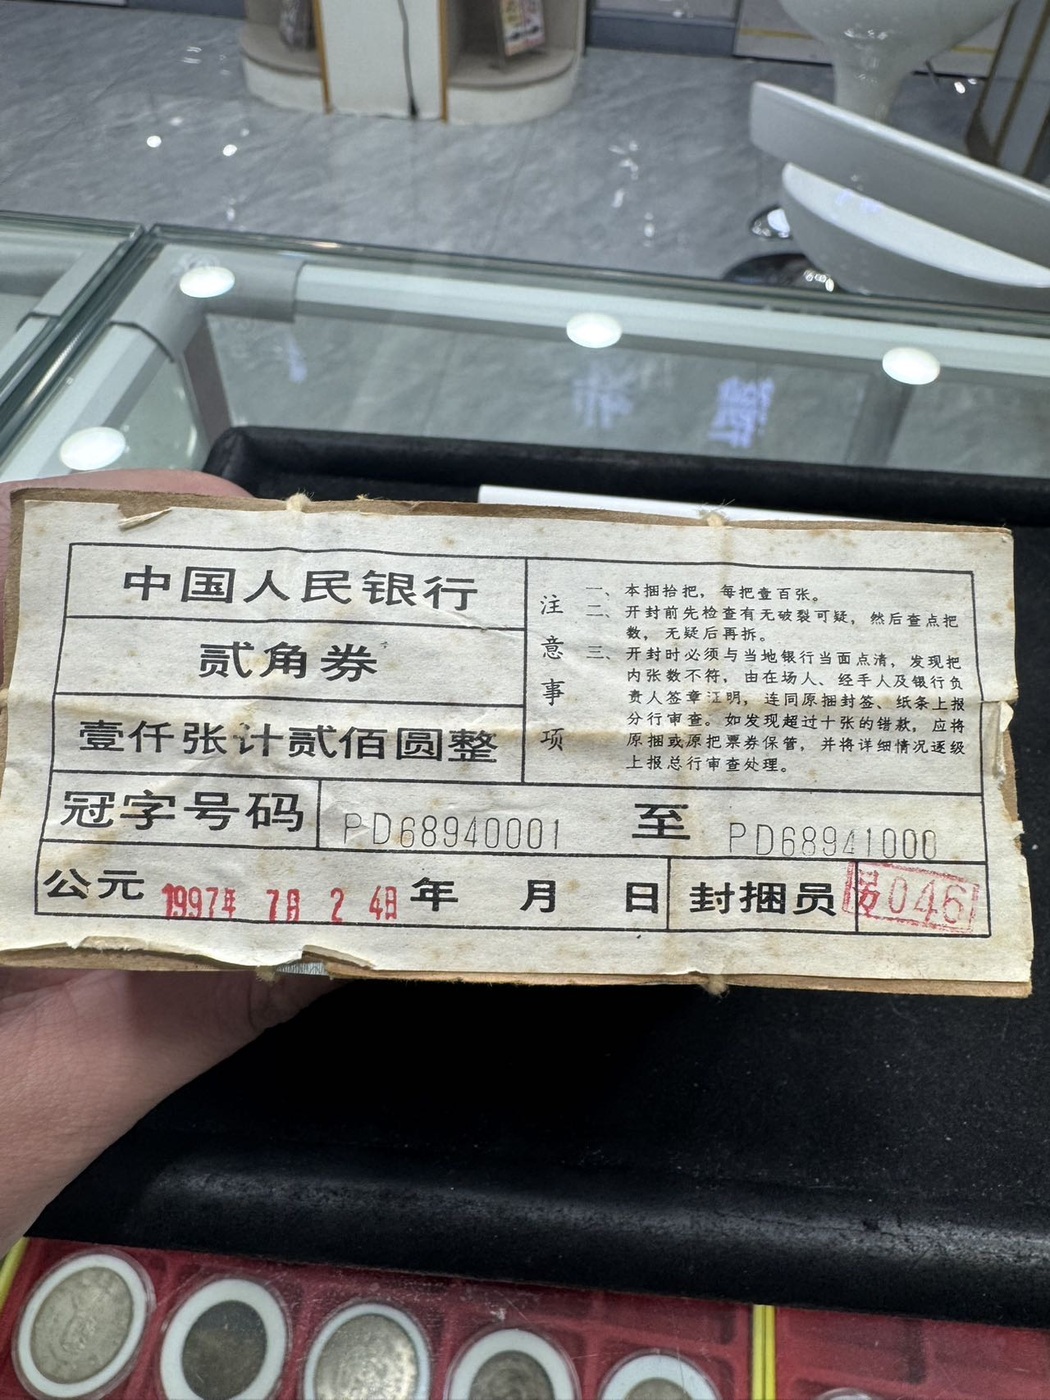 中国人民银行
贰角券
壹仟张计贰佰圆整
注意事项
一、本捆拾把，每把壹百张。
二、开封前先检查有无破裂可疑，然后查点把
数，无疑后再拆。
三、开封时必须与当地银行当面点清，发现把
内张数不符，由在场人、经手人及银行负
责人签章证明，连同原捆封签、纸条上报
分行审查。如发现超过十张的错款，应将
原捆或原把票券保管，并将详细情况逐级
上报总行审查处理。
冠字号码 PD68940001 至 PD68941000
公元 1997年 7月 2 4日 年 月 日 封捆员 046